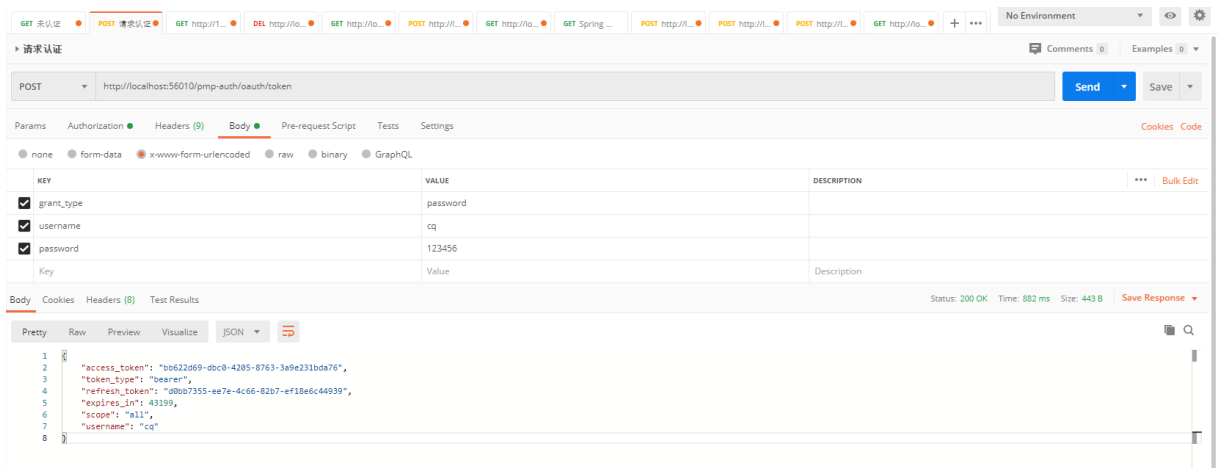 GET 未认证 POST 请求认证 GET http://1... DEL http://lo... GET http://lo... POST http://l... GET http://lo... GET Spring ... POST http://l... POST http://l... POST http://l... GET http://lo... + ••• No Environment
请求认证 Comments 0 Examples 0
POST http://localhost:56010/pmp-auth/oauth/token Send Save
Params Authorization Headers (9) Body Pre-request Script Tests Settings Cookies Code
none form-data x-www-form-urlencoded raw binary GraphQL
KEY VALUE DESCRIPTION ••• Bulk Edit
grant_type password
username cq
password 123456
Key Value Description
Body Cookies Headers (8) Test Results Status: 200 OK Time: 882 ms Size: 443 B Save Response
Pretty Raw Preview Visualize JSON
1 {
2 "access_token": "bb622d69-dbc0-4205-8763-3a9e231bda76",
3 "token_type": "bearer",
4 "refresh_token": "d0bb7355-ee7e-4c66-82b7-ef18e6c44939",
5 "expires_in": 43199,
6 "scope": "all",
7 "username": "cq"
8 }